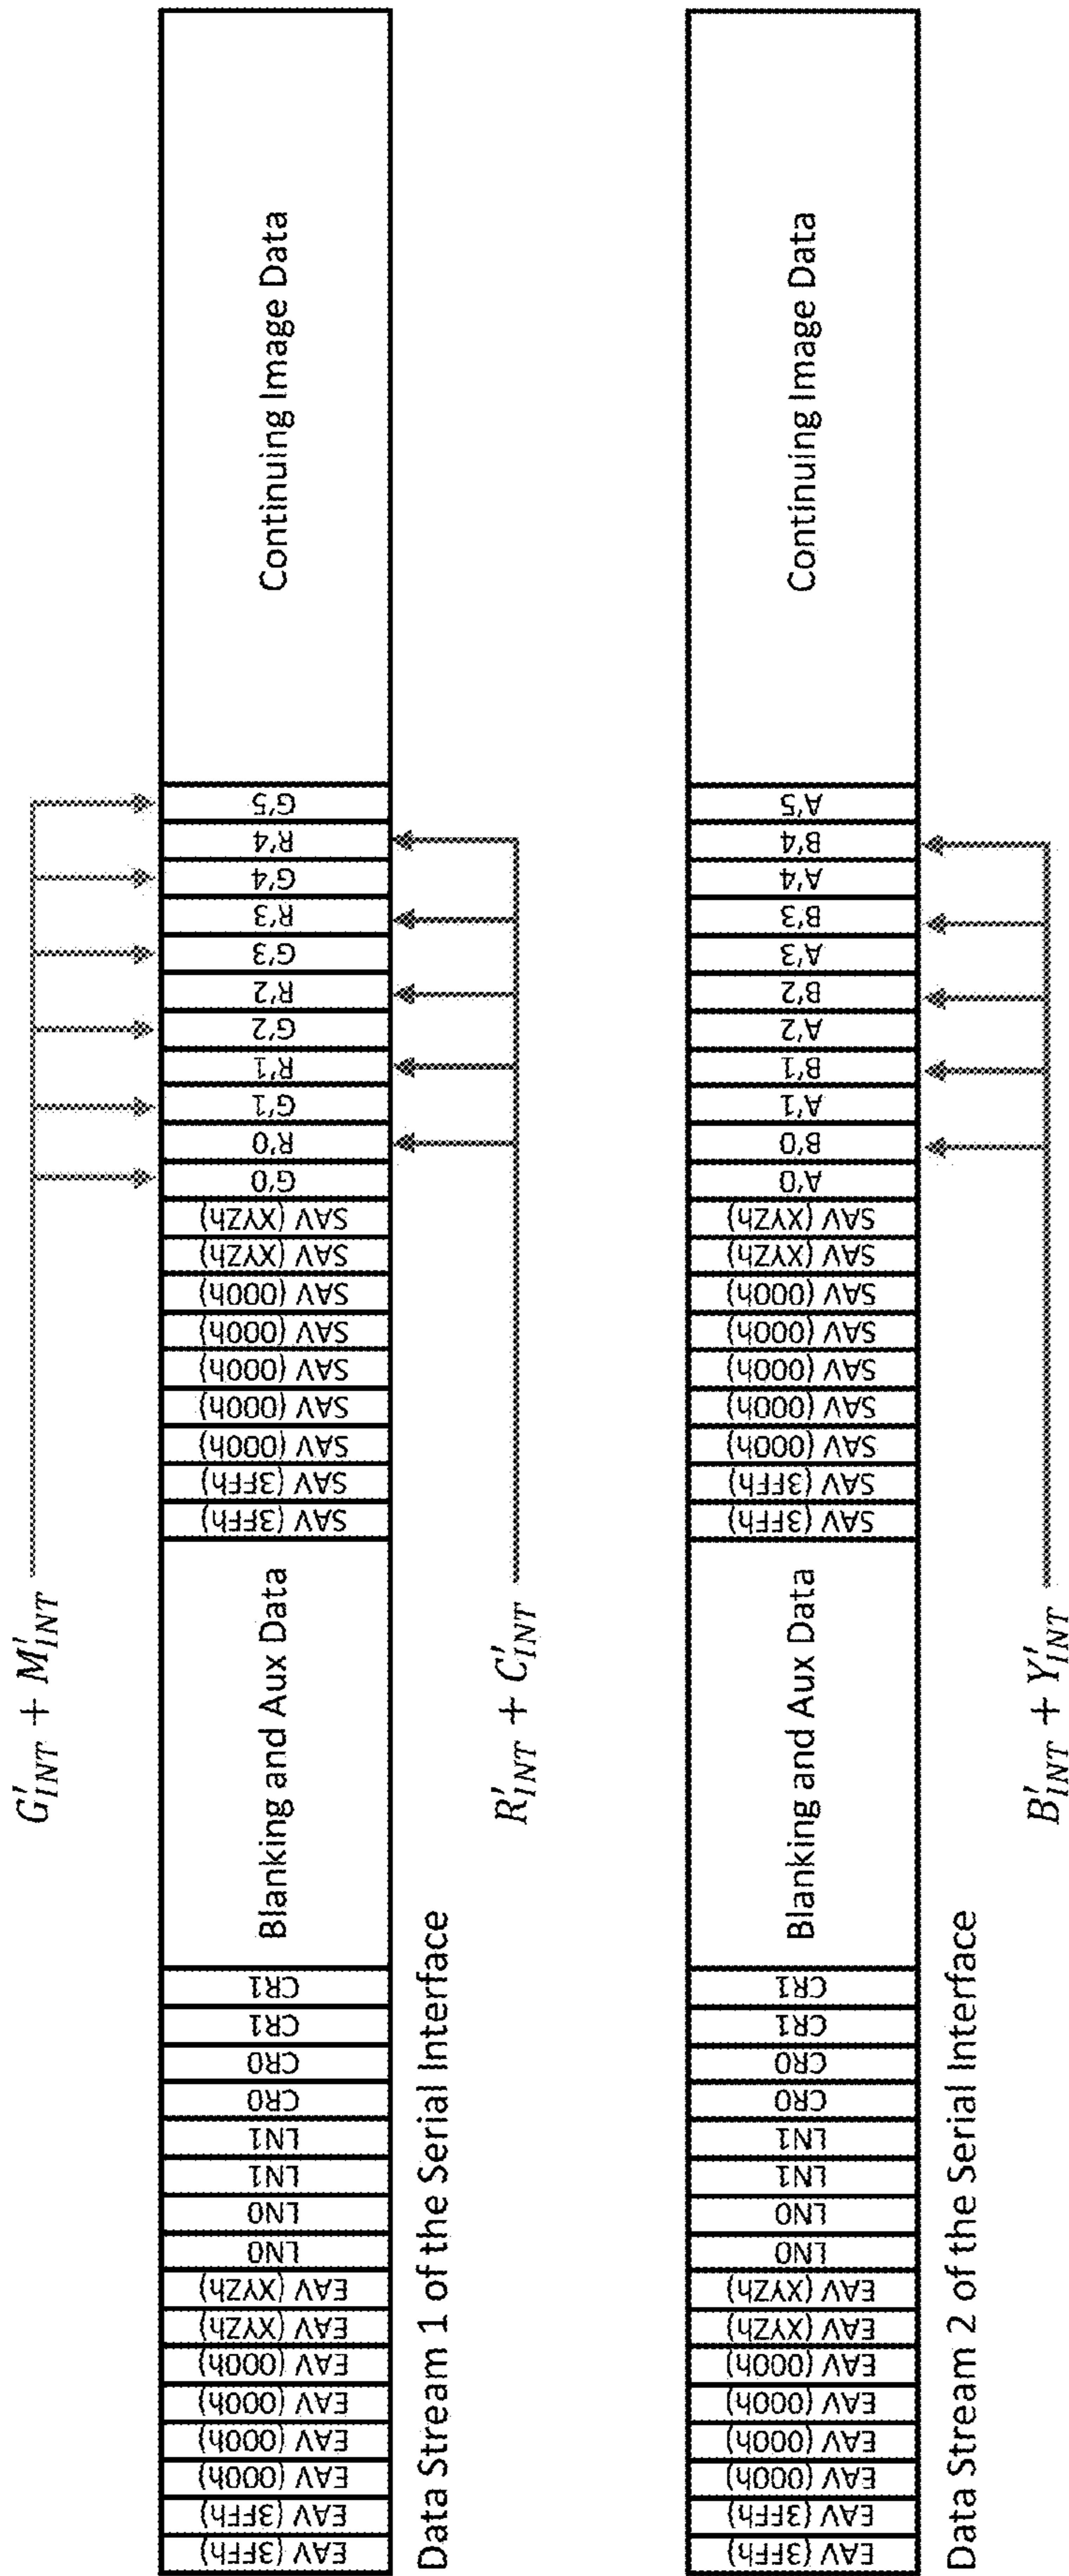 G'INT + M'INT
EAV (3FFh)
EAV (3FFh)
EAV (000h)
EAV (000h)
EAV (000h)
EAV (000h)
EAV (XYZh)
EAV (XYZh)
LN0
LN0
LN1
LN1
CR0
CR0
CR1
CR1
Blanking and Aux Data
SAV (3FFh)
SAV (3FFh)
SAV (000h)
SAV (000h)
SAV (000h)
SAV (000h)
SAV (000h)
SAV (XYZh)
SAV (XYZh)
G'0
R'0
G'1
R'1
G'2
R'2
G'3
R'3
G'4
R'4
G'5
Continuing Image Data
Data Stream 1 of the Serial Interface
R'INT + C'INT
EAV (3FFh)
EAV (3FFh)
EAV (000h)
EAV (000h)
EAV (000h)
EAV (000h)
EAV (XYZh)
EAV (XYZh)
LN0
LN0
LN1
LN1
CR0
CR0
CR1
CR1
Blanking and Aux Data
SAV (3FFh)
SAV (3FFh)
SAV (000h)
SAV (000h)
SAV (000h)
SAV (000h)
SAV (000h)
SAV (XYZh)
SAV (XYZh)
A'0
B'0
A'1
B'1
A'2
B'2
A'3
B'3
A'4
B'4
A'5
Continuing Image Data
Data Stream 2 of the Serial Interface
B'INT + Y'INT